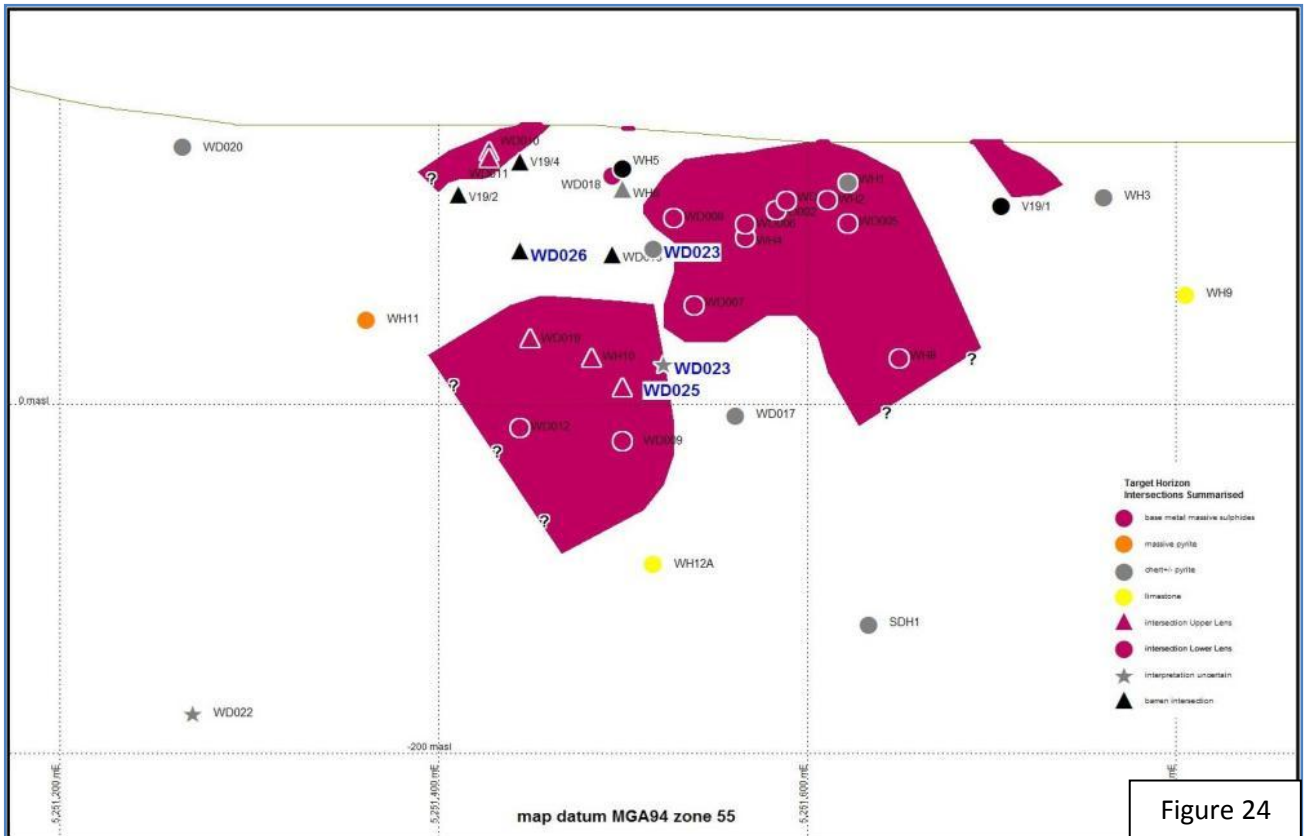 WD020
WD010
WD011
?
V19/4
V19/2
WH5
WD018
WH6
WH1
WH2
WD002
WD008
WD006
WD005
WH4
V19/1
WH3
WD026
WD023
WH9
WD007
WH11
WD019
WH10
WD023
WD025
WH8
?
?
?
0 masl
WD017
WD012
WD009
?
?
WH12A
SDH1
WD022
-200 masl
Target Horizon
Intersections Summarised
base metal massive sulphides
massive pyrite
chert+/- pyrite
limestone
intersection Upper Lens
intersection Lower Lens
interpretation uncertain
barren intersection
5,251,200 mE
5,251,400 mE
5,251,600 mE
mE
map datum MGA94 zone 55
Figure 24